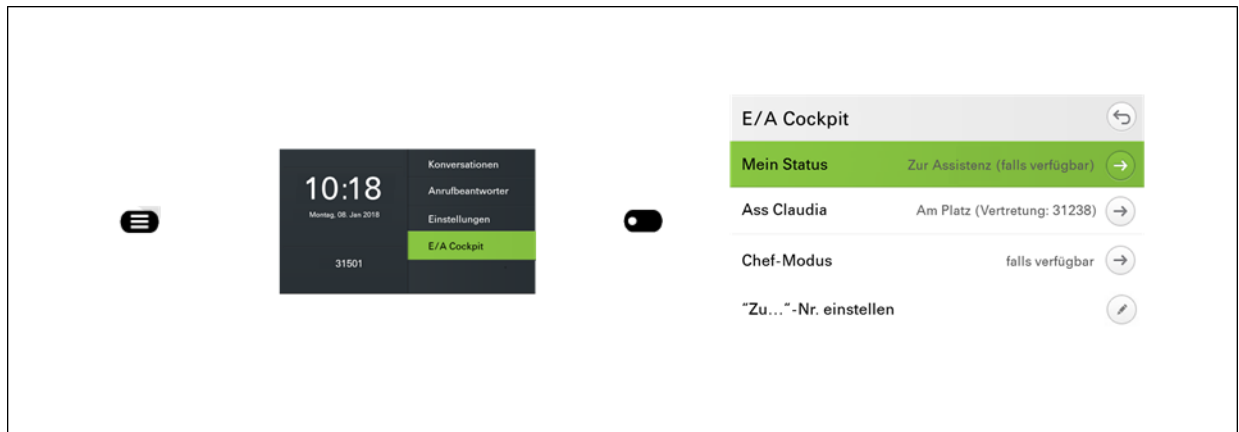 10:18
Montag, 08. Jan 2018
31501
Konversationen
Anrufbeantworter
Einstellungen
E/A Cockpit
E/A Cockpit
Mein Status Zur Assistenz (falls verfügbar)
Ass Claudia Am Platz (Vertretung: 31238)
Chef-Modus falls verfügbar
“Zu...“-Nr. einstellen